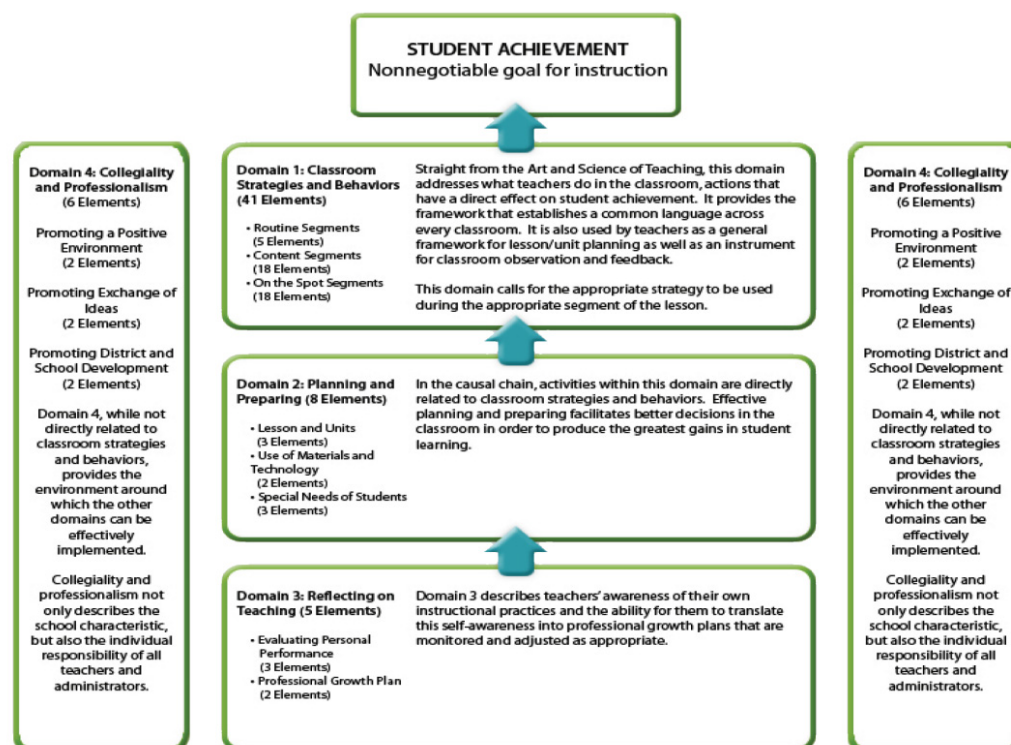 STUDENT ACHIEVEMENT
Nonnegotiable goal for instruction
Domain 4: Collegiality
and Professionalism
(6 Elements)
Promoting a Positive
Environment
(2 Elements)
Promoting Exchange of
Ideas
(2 Elements)
Promoting District and
School Development
(2 Elements)
Domain 4, while not
directly related to
classroom strategies
and behaviors,
provides the
environment around
which the other
domains can be
effectively
implemented.
Collegiality and
professionalism not
only describes the
school characteristic,
but also the individual
responsibility of all
teachers and
administrators.
Domain 1: Classroom
Strategies and Behaviors
(41 Elements)
• Routine Segments
(5 Elements)
• Content Segments
(18 Elements)
• On the Spot Segments
(18 Elements)
Straight from the Art and Science of Teaching, this domain
addresses what teachers do in the classroom, actions that
have a direct effect on student achievement. It provides the
framework that establishes a common language across
every classroom. It is also used by teachers as a general
framework for lesson/unit planning as well as an instrument
for classroom observation and feedback.
This domain calls for the appropriate strategy to be used
during the appropriate segment of the lesson.
Domain 2: Planning and
Preparing (8 Elements)
• Lesson and Units
(3 Elements)
• Use of Materials and
Technology
(2 Elements)
• Special Needs of Students
(3 Elements)
In the causal chain, activities within this domain are directly
related to classroom strategies and behaviors. Effective
planning and preparing facilitates better decisions in the
classroom in order to produce the greatest gains in student
learning.
Domain 3: Reflecting on
Teaching (5 Elements)
• Evaluating Personal
Performance
(3 Elements)
• Professional Growth Plan
(2 Elements)
Domain 3 describes teachers' awareness of their own
instructional practices and the ability for them to translate
this self-awareness into professional growth plans that are
monitored and adjusted as appropriate.
Domain 4: Collegiality
and Professionalism
(6 Elements)
Promoting a Positive
Environment
(2 Elements)
Promoting Exchange of
Ideas
(2 Elements)
Promoting District and
School Development
(2 Elements)
Domain 4, while not
directly related to
classroom strategies
and behaviors,
provides the
environment around
which the other
domains can be
effectively
implemented.
Collegiality and
professionalism not
only describes the
school characteristic,
but also the individual
responsibility of all
teachers and
administrators.